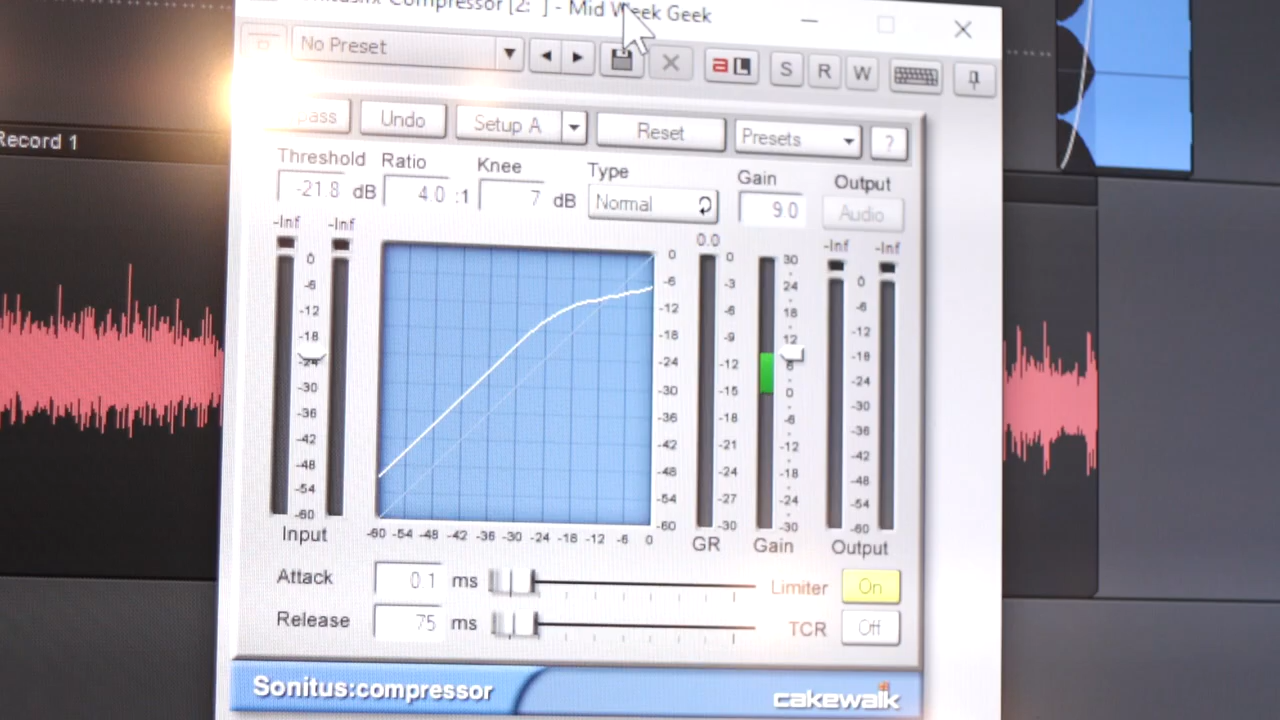 Compressor [2: ] - Mid Week Geek
No Preset
a L S R W
Undo Setup A Reset Presets ?
Record 1
Threshold Ratio Knee Type Gain Output
-21.8 dB 4.0 :1 7 dB Normal 9.0 Audio
-Inf -Inf 0.0 -Inf -Inf
0 -6 -12 -18 -24 -30 -36 -42 -48 -54 -60
0 -6 -12 -18 -24 -30 -36 -42 -48 -54 -60
0 -3 -6 -9 -12 -15 -18 -21 -24 -27 -30
30 24 18 12 6 0 -6 -12 -18 -24 -30
0 -6 -12 -18 -24 -30 -36 -42 -48 -54 -60
-60 -54 -48 -42 -36 -30 -24 -18 -12 -6 0
Input GR Gain Output
Attack 0.1 ms Limiter On
Release 75 ms TCR Off
Sonitus:compressor cakewalk